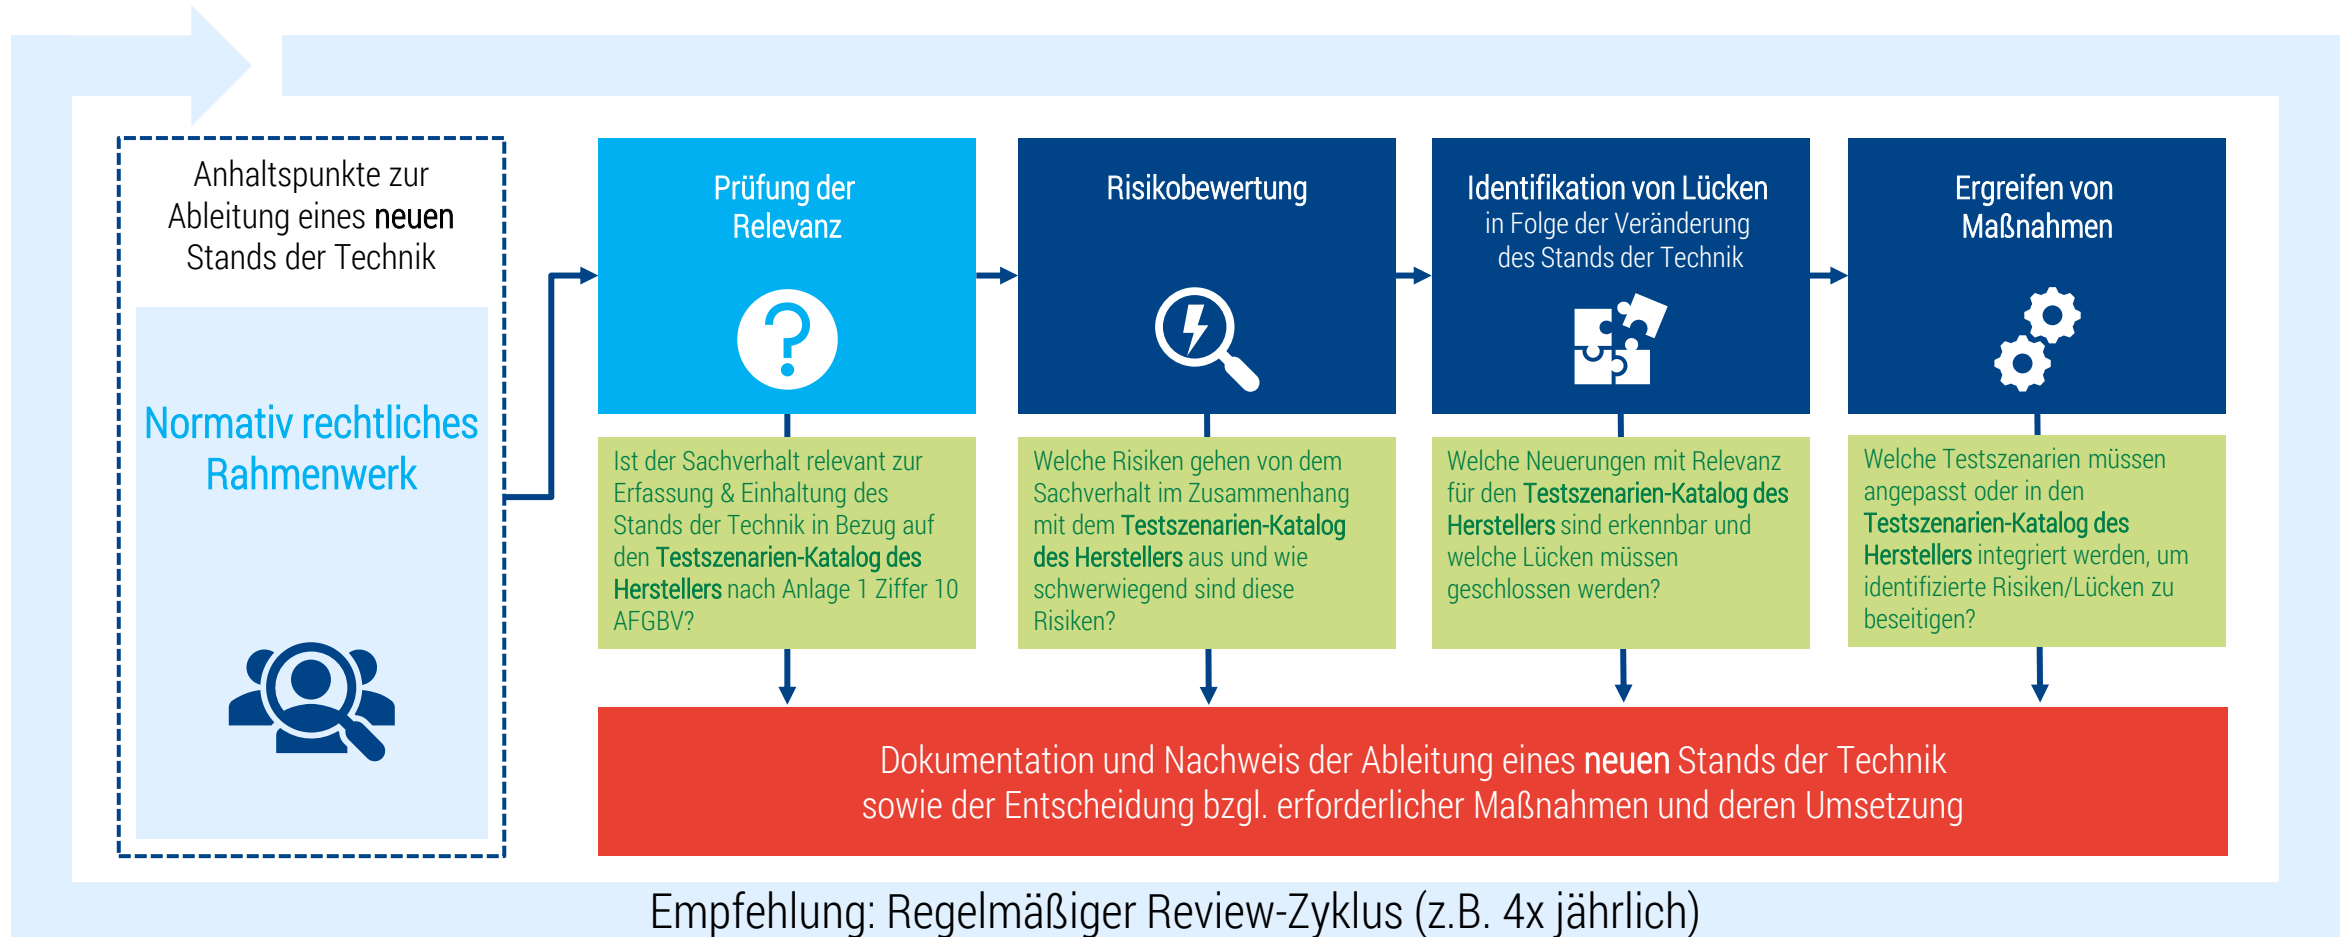 Anhaltspunkte zur
Ableitung eines neuen
Stands der Technik
Normativ rechtliches
Rahmenwerk
Prüfung der
Relevanz
Ist der Sachverhalt relevant zur
Erfassung & Einhaltung des
Stands der Technik in Bezug auf
den Testszenarien-Katalog des
Herstellers nach Anlage 1 Ziffer 10
AFGBV?
Risikobewertung
Welche Risiken gehen von dem
Sachverhalt im Zusammenhang
mit dem Testszenarien-Katalog
des Herstellers aus und wie
schwerwiegend sind diese
Risiken?
Identifikation von Lücken
in Folge der Veränderung
des Stands der Technik
Welche Neuerungen mit Relevanz
für den Testszenarien-Katalog des
Herstellers sind erkennbar und
welche Lücken müssen
geschlossen werden?
Ergreifen von
Maßnahmen
Welche Testszenarien müssen
angepasst oder in den
Testszenarien-Katalog des
Herstellers integriert werden, um
identifizierte Risiken/Lücken zu
beseitigen?
Dokumentation und Nachweis der Ableitung eines neuen Stands der Technik
sowie der Entscheidung bzgl. erforderlicher Maßnahmen und deren Umsetzung
Empfehlung: Regelmäßiger Review-Zyklus (z.B. 4x jährlich)